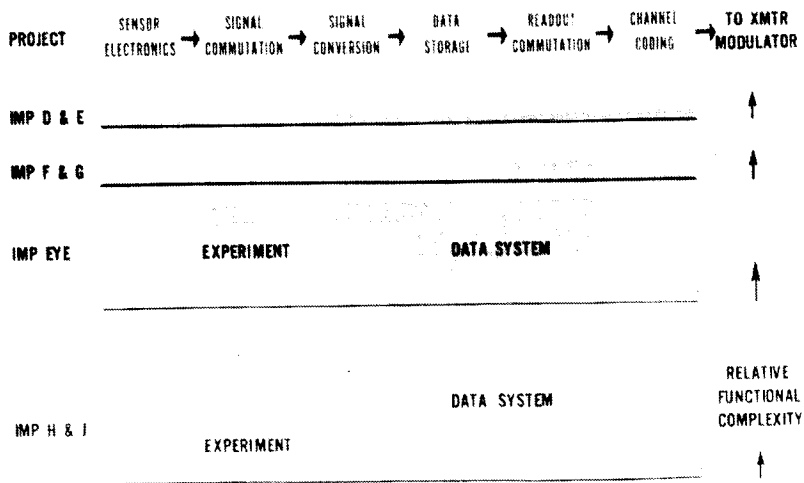 PROJECT
SENSOR
ELECTRONICS
SIGNAL
COMMUTATION
SIGNAL
CONVERSION
DATA
STORAGE
READOUT
COMMUTATION
CHANNEL
CODING
TO XMTR
MODULATOR
IMP D & E
IMP F & G
IMP EYE
EXPERIMENT
DATA SYSTEM
IMP H & J
EXPERIMENT
DATA SYSTEM
RELATIVE
FUNCTIONAL
COMPLEXITY